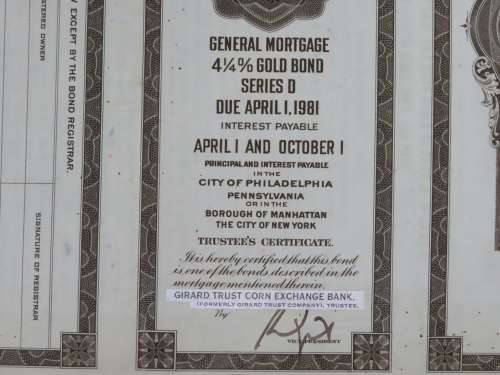 GENERAL MORTGAGE
4¼% GOLD BOND
SERIES D
DUE APRIL 1, 1981
INTEREST PAYABLE
APRIL 1 AND OCTOBER 1
PRINCIPAL AND INTEREST PAYABLE
IN THE
CITY OF PHILADELPHIA
PENNSYLVANIA
OR IN THE
BOROUGH OF MANHATTAN
THE CITY OF NEW YORK
TRUSTEE'S CERTIFICATE.
It is hereby certified that this bond
is one of the bonds described in the
mortgage mentioned therein.
GIRARD TRUST CORN EXCHANGE BANK,
(FORMERLY GIRARD TRUST COMPANY), TRUSTEE,
By
VICE-PRESIDENT
Y EXCEPT BY THE BOND REGISTRAR.
STERED OWNER
SIGNATURE OF REGISTRAR